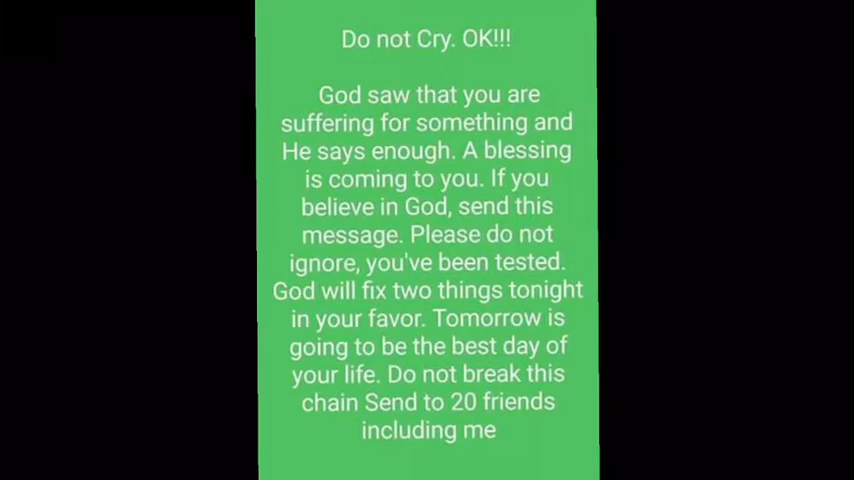 Do not Cry. OK!!!
God saw that you are
suffering for something and
He says enough. A blessing
is coming to you. If you
believe in God, send this
message. Please do not
ignore, you've been tested.
God will fix two things tonight
in your favor. Tomorrow is
going to be the best day of
your life. Do not break this
chain Send to 20 friends
including me